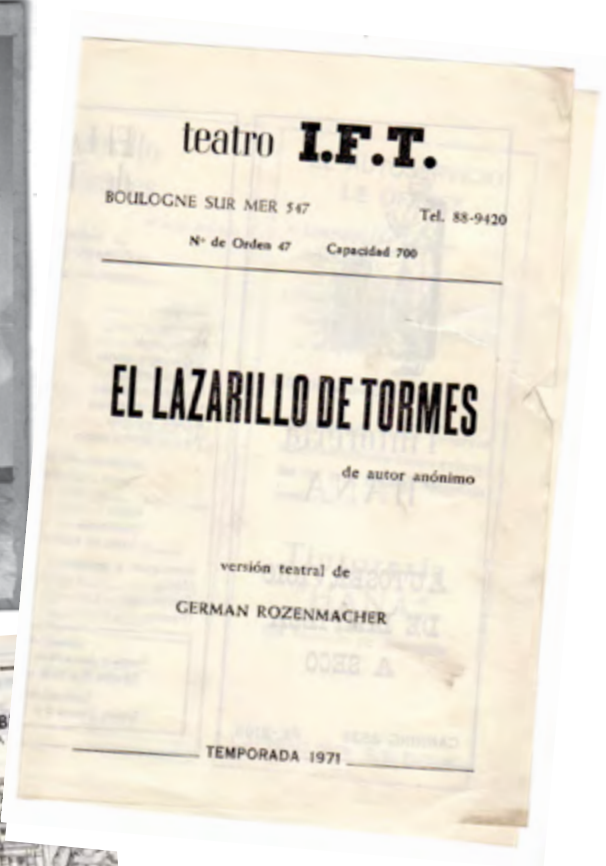 teatro I.F.T.
BOULOGNE SUR MER 547 Tel. 88-9420
Nº de Orden 47 Capacidad 700
EL LAZARILLO DE TORMES
de autor anónimo
versión teatral de
GERMAN ROZENMACHER
TEMPORADA 1971